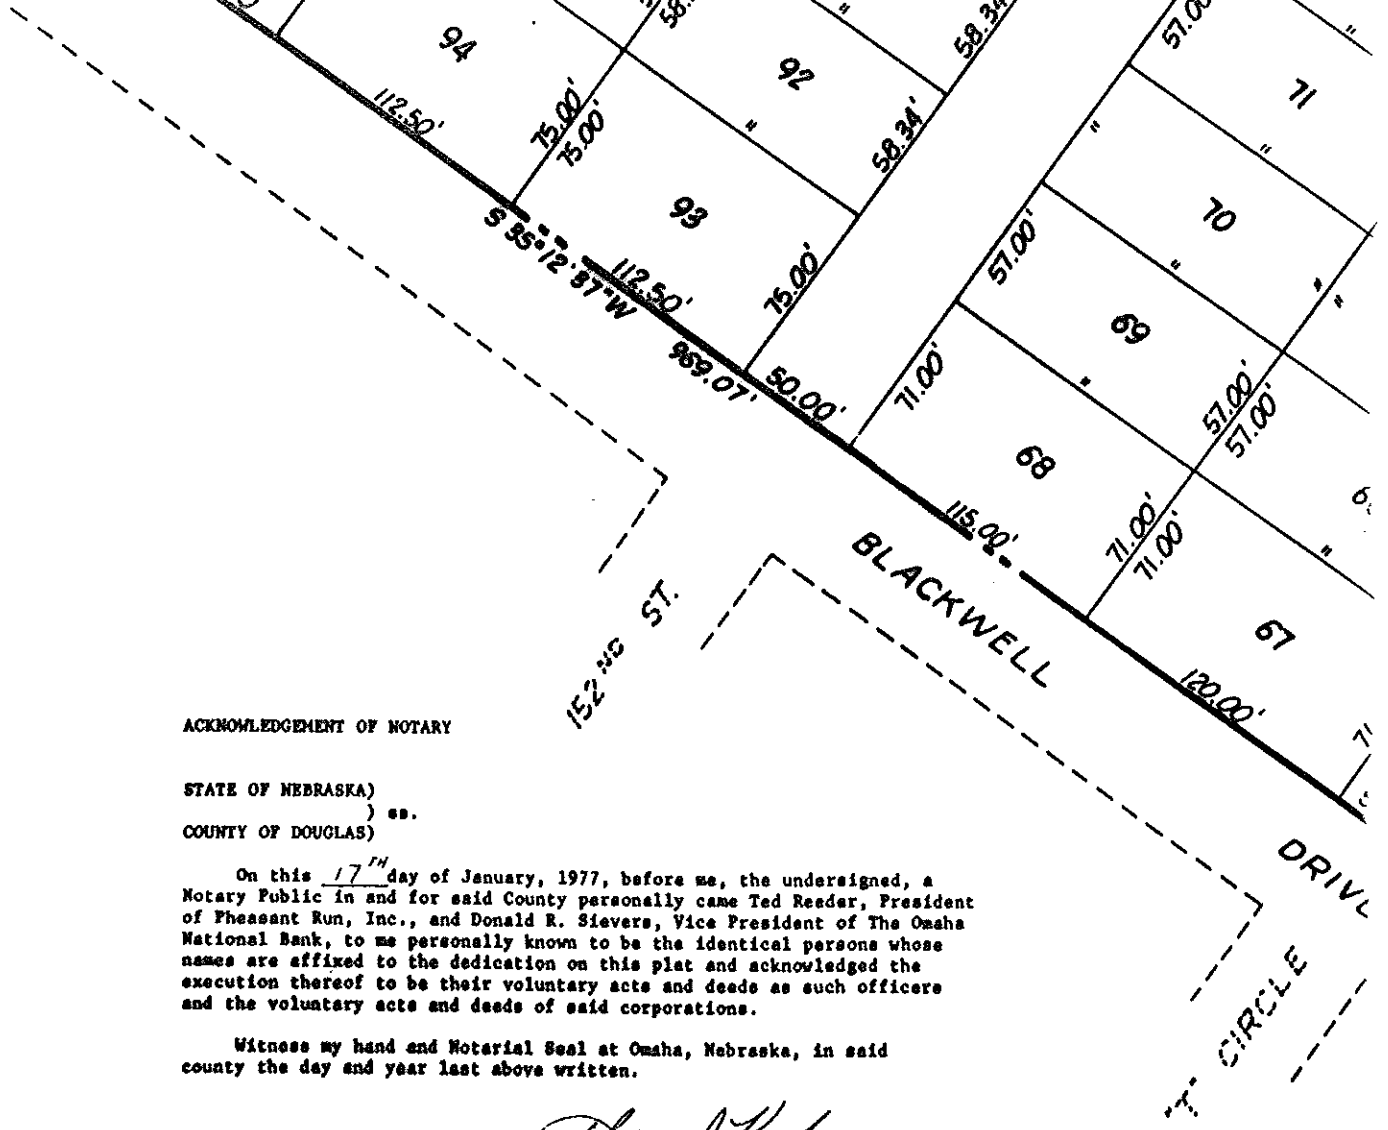 58.34'
57.00'
"
"
94
92
71
112.50'
75.00'
75.00'
"
58.34'
"
"
93
70
S 35°12'37"W
112.50'
75.00'
57.00'
"
"
"
69
969.07'
50.00'
71.00'
"
57.00'
57.00'
68
115.00'
71.00'
71.00'
"
BLACKWELL
DRIVE
67
120.00'
152ND ST.
"T" CIRCLE
ACKNOWLEDGEMENT OF NOTARY
STATE OF NEBRASKA)
) ss.
COUNTY OF DOUGLAS)
On this 17TH day of January, 1977, before me, the undersigned, a
Notary Public in and for said County personally came Ted Reeder, President
of Pheasant Run, Inc., and Donald R. Sievers, Vice President of The Omaha
National Bank, to me personally known to be the identical persons whose
names are affixed to the dedication on this plat and acknowledged the
execution thereof to be their voluntary acts and deeds as such officers
and the voluntary acts and deeds of said corporations.
Witness my hand and Notarial Seal at Omaha, Nebraska, in said
county the day and year last above written.